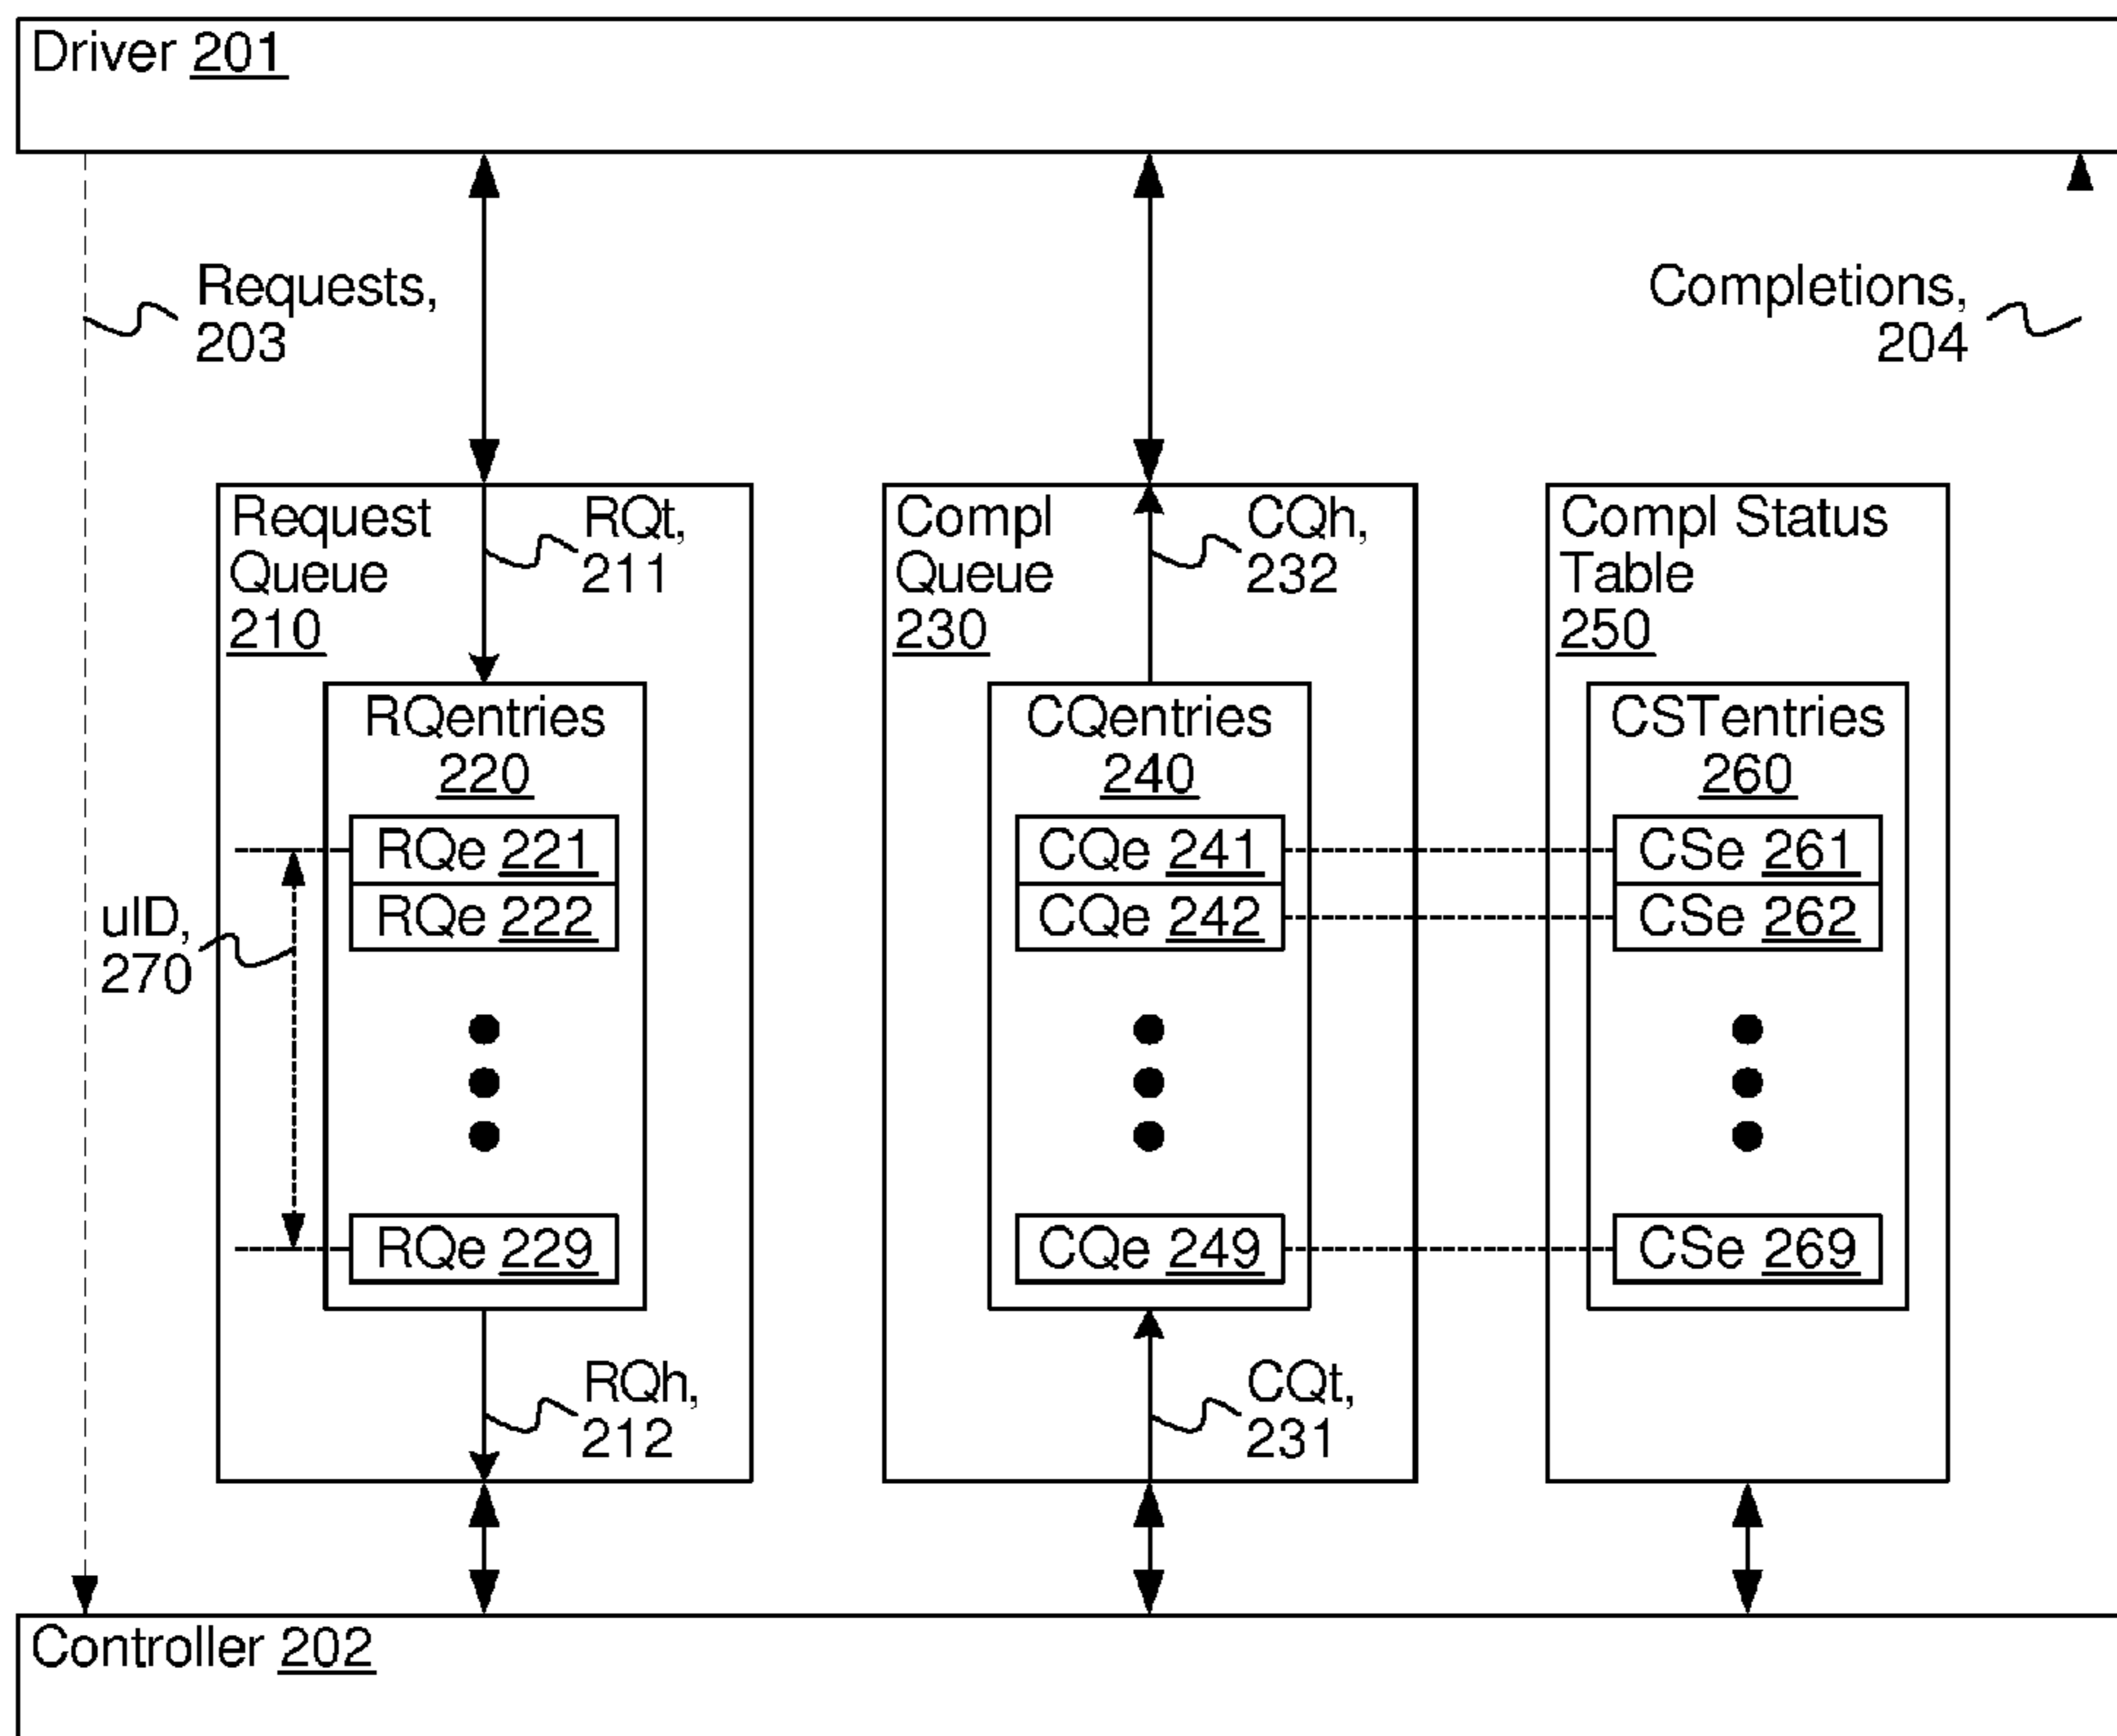 Driver 201
Requests,
203
Completions,
204
Request
Queue
210
RQt,
211
Compl
Queue
230
CQh,
232
Compl Status
Table
250
RQentries
220
CQentries
240
CSTentries
260
RQe 221
CQe 241
CSe 261
RQe 222
CQe 242
CSe 262
uID,
270
RQe 229
CQe 249
CSe 269
RQh,
212
CQt,
231
Controller 202